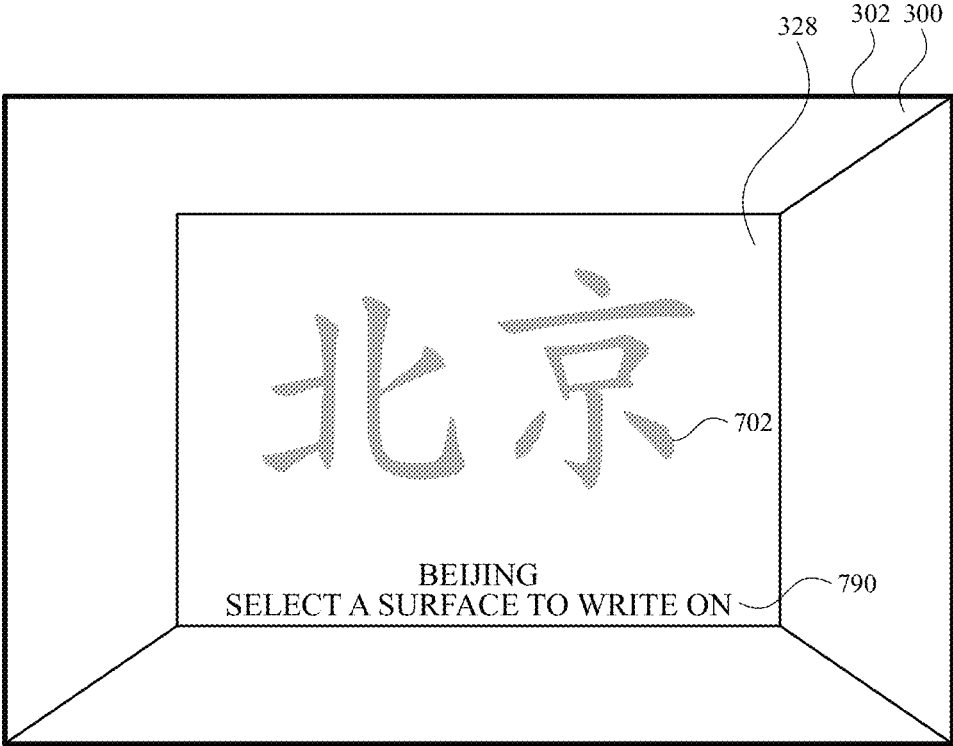 302 300
328
北京
702
BEIJING
790
SELECT A SURFACE TO WRITE ON